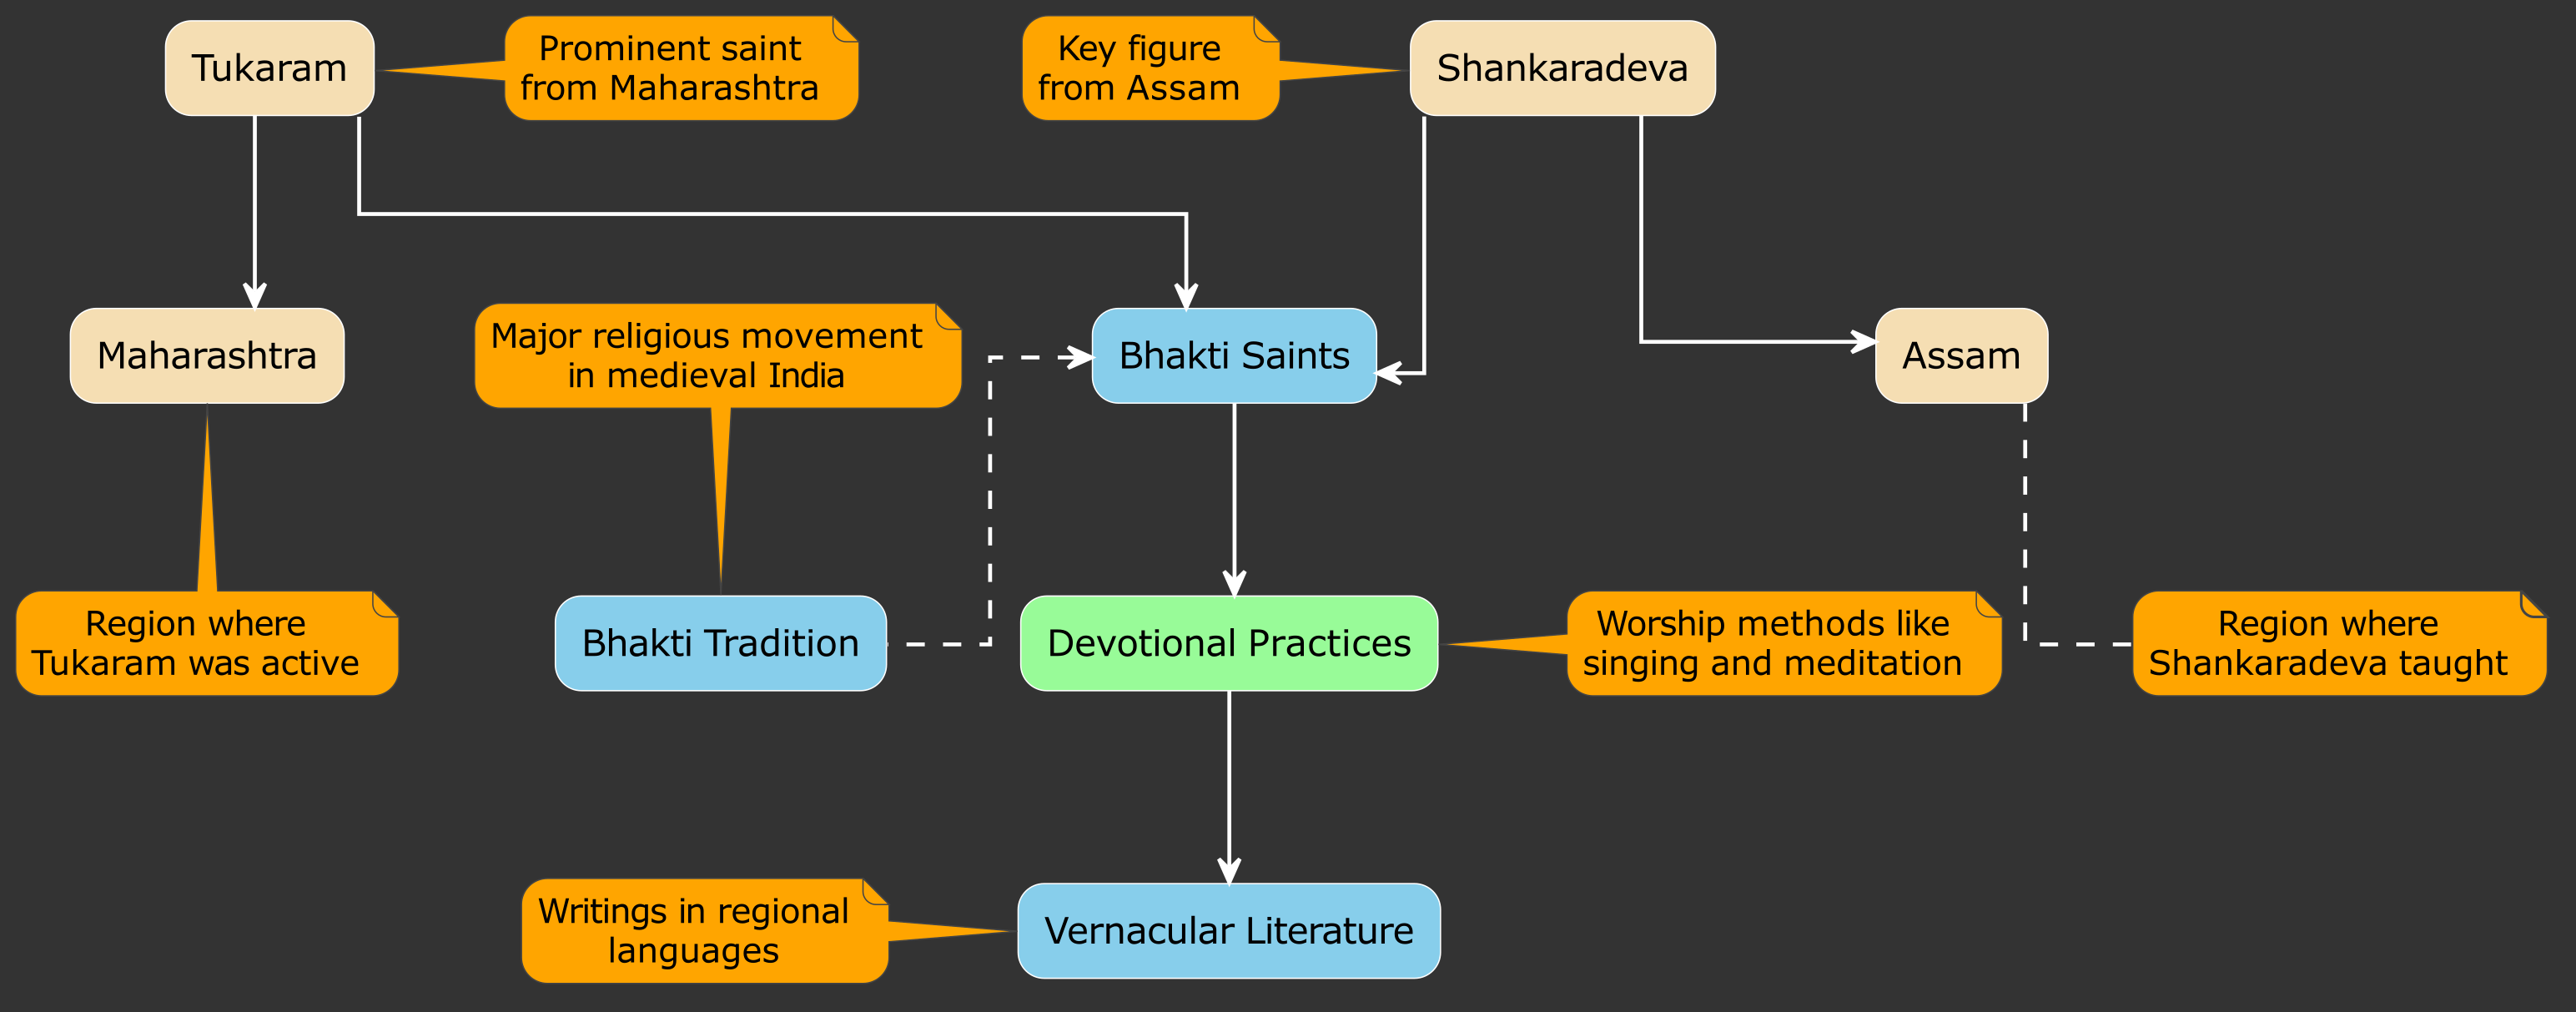 Tukaram
Prominent saint
from Maharashtra
Key figure
from Assam
Shankaradeva
Maharashtra
Major religious movement
in medieval India
Bhakti Saints
Assam
Region where
Tukaram was active
Bhakti Tradition
Devotional Practices
Worship methods like
singing and meditation
Region where
Shankaradeva taught
Writings in regional
languages
Vernacular Literature